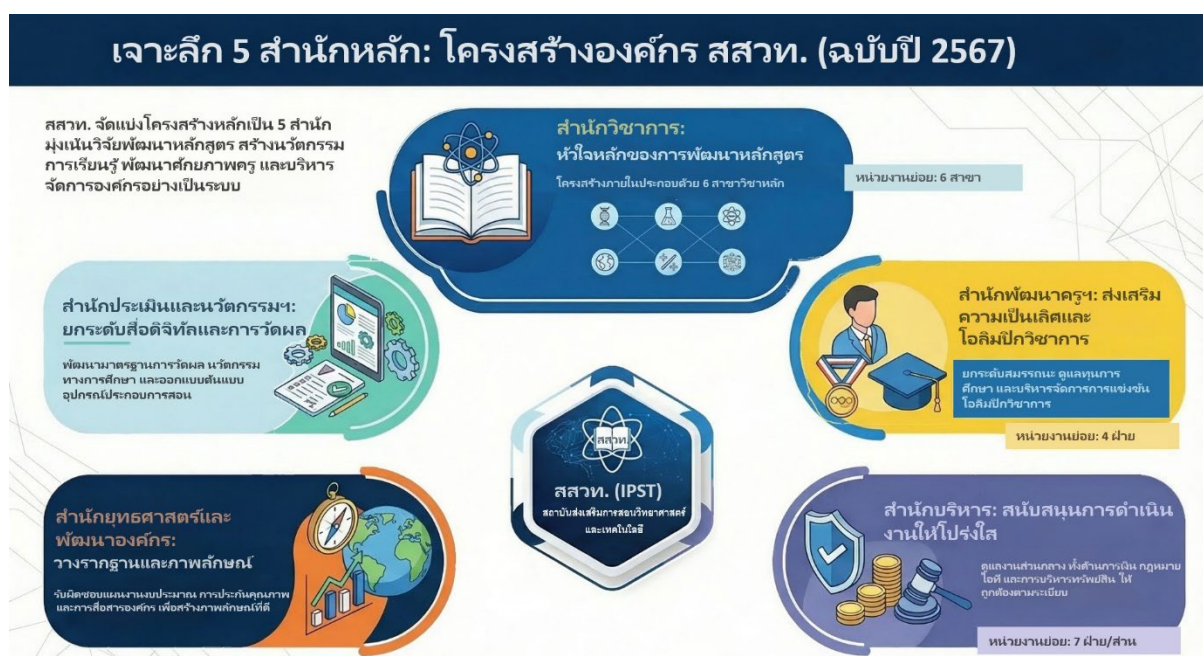 เจาะลึก 5 สำนักหลัก: โครงสร้างองค์กร สสวท. (ฉบับปี 2567)
สสวท. จัดแบ่งโครงสร้างหลักเป็น 5 สำนัก
มุ่งเน้นวิจัยพัฒนาหลักสูตร สร้างนวัตกรรม
การเรียนรู้ พัฒนาศักยภาพครู และบริหาร
จัดการองค์กรอย่างเป็นระบบ
สำนักวิชาการ:
หัวใจหลักของการพัฒนาหลักสูตร
โครงสร้างภายในประกอบด้วย 6 สาขาวิชาหลัก
หน่วยงานย่อย: 6 สาขา
สำนักประเมินและนวัตกรรมฯ:
ยกระดับสื่อดิจิทัลและการวัดผล
พัฒนามาตรฐานการวัดผล นวัตกรรม
ทางการศึกษา และออกแบบต้นแบบ
อุปกรณ์ประกอบการสอน
สำนักพัฒนาครูฯ: ส่งเสริม
ความเป็นเลิศและ
โอลิมปิกวิชาการ
ยกระดับสมรรถนะ ดูแลทุนการ
ศึกษา และบริหารจัดการการแข่งขัน
โอลิมปิกวิชาการ
หน่วยงานย่อย: 4 ฝ่าย
สสวท.
สสวท. (IPST)
สถาบันส่งเสริมการสอนวิทยาศาสตร์
และเทคโนโลยี
สำนักยุทธศาสตร์และ
พัฒนาองค์กร:
วางรากฐานและภาพลักษณ์
รับผิดชอบแผนงานงบประมาณ การประกันคุณภาพ
และการสื่อสารองค์กร เพื่อสร้างภาพลักษณ์ที่ดี
สำนักบริหาร: สนับสนุนการดำเนิน
งานให้โปร่งใส
ดูแลงานส่วนกลาง ทั้งด้านการเงิน กฎหมาย
ไอที และการบริหารทรัพย์สิน ให้
ถูกต้องตามระเบียบ
หน่วยงานย่อย: 7 ฝ่าย/ส่วน